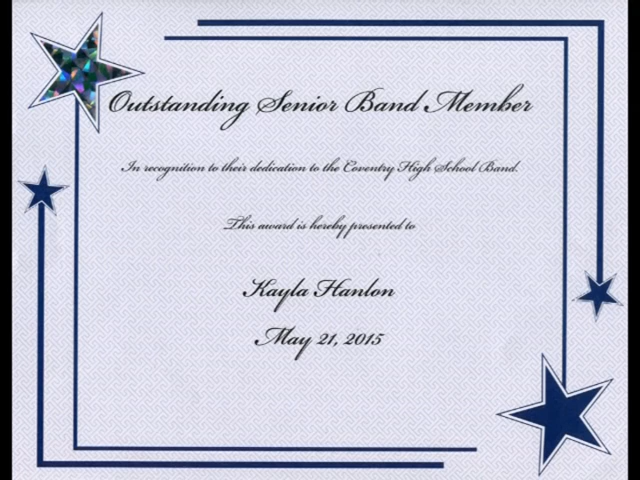 Outstanding Senior Band Member
In recognition to their dedication to the Coventry High School Band.
This award is hereby presented to
Kayla Hanlon
May 21, 2015